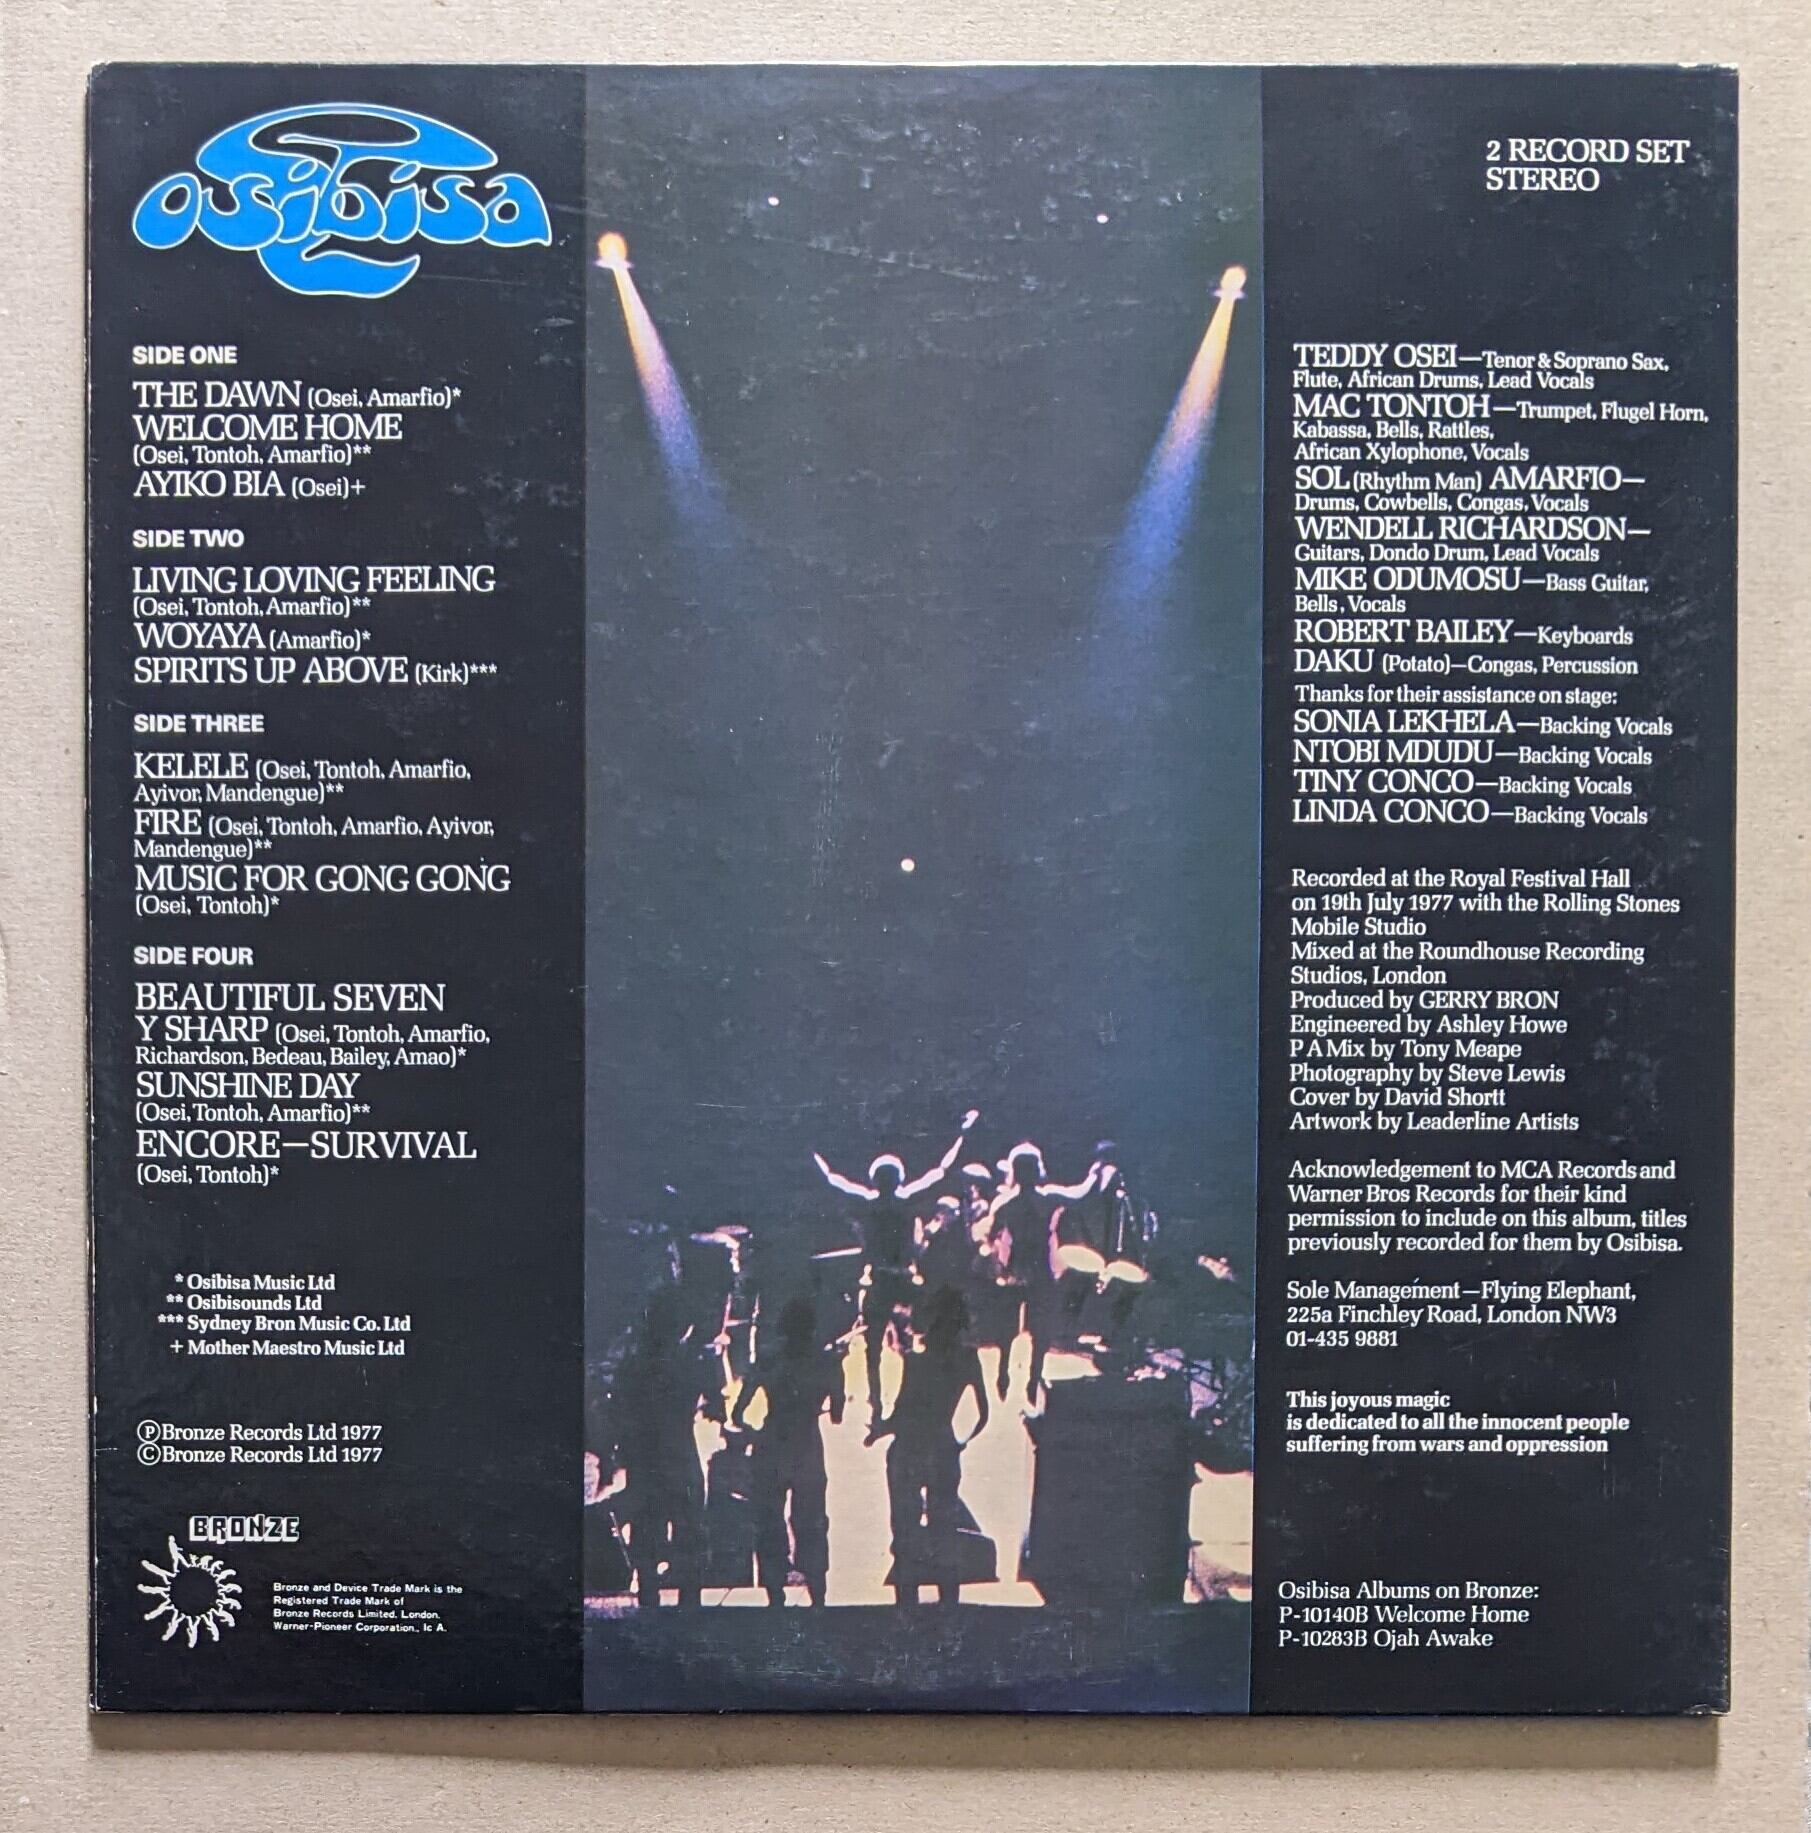 Osibisa
SIDE ONE
THE DAWN (Osei, Amarfio)*
WELCOME HOME
(Osei, Tontoh, Amarfio)**
AYIKO BIA (Osei)+
SIDE TWO
LIVING LOVING FEELING
(Osei, Tontoh, Amarfio)**
WOYAYA (Amarfio)*
SPIRITS UP ABOVE (Kirk)***
SIDE THREE
KELELE (Osei, Tontoh, Amarfio,
Ayivor, Mandengue)**
FIRE (Osei, Tontoh, Amarfio, Ayivor,
Mandengue)**
MUSIC FOR GONG GONG
(Osei, Tontoh)*
SIDE FOUR
BEAUTIFUL SEVEN
Y SHARP (Osei, Tontoh, Amarfio,
Richardson, Bedeau, Bailey, Amao)*
SUNSHINE DAY
(Osei, Tontoh, Amarfio)**
ENCORE—SURVIVAL
(Osei, Tontoh)*
* Osibisa Music Ltd
** Osibisounds Ltd
*** Sydney Bron Music Co. Ltd
+ Mother Maestro Music Ltd
Ⓟ Bronze Records Ltd 1977
© Bronze Records Ltd 1977
BRONZE
Bronze and Device Trade Mark is the
Registered Trade Mark of
Bronze Records Limited. London.
Warner-Pioneer Corporation., Ic A.
2 RECORD SET
STEREO
TEDDY OSEI—Tenor & Soprano Sax,
Flute, African Drums, Lead Vocals
MAC TONTOH—Trumpet, Flugel Horn,
Kabassa, Bells, Rattles,
African Xylophone, Vocals
SOL (Rhythm Man) AMARFIO—
Drums, Cowbells, Congas, Vocals
WENDELL RICHARDSON—
Guitars, Dondo Drum, Lead Vocals
MIKE ODUMOSU—Bass Guitar,
Bells, Vocals
ROBERT BAILEY—Keyboards
DAKU (Potato)—Congas, Percussion
Thanks for their assistance on stage:
SONIA LEKHELA—Backing Vocals
NTOBI MDUDU—Backing Vocals
TINY CONCO—Backing Vocals
LINDA CONCO—Backing Vocals
Recorded at the Royal Festival Hall
on 19th July 1977 with the Rolling Stones
Mobile Studio
Mixed at the Roundhouse Recording
Studios, London
Produced by GERRY BRON
Engineered by Ashley Howe
P A Mix by Tony Meape
Photography by Steve Lewis
Cover by David Shortt
Artwork by Leaderline Artists
Acknowledgement to MCA Records and
Warner Bros Records for their kind
permission to include on this album, titles
previously recorded for them by Osibisa.
Sole Management—Flying Elephant,
225a Finchley Road, London NW3
01-435 9881
This joyous magic
is dedicated to all the innocent people
suffering from wars and oppression
Osibisa Albums on Bronze:
P-10140B Welcome Home
P-10283B Ojah Awake